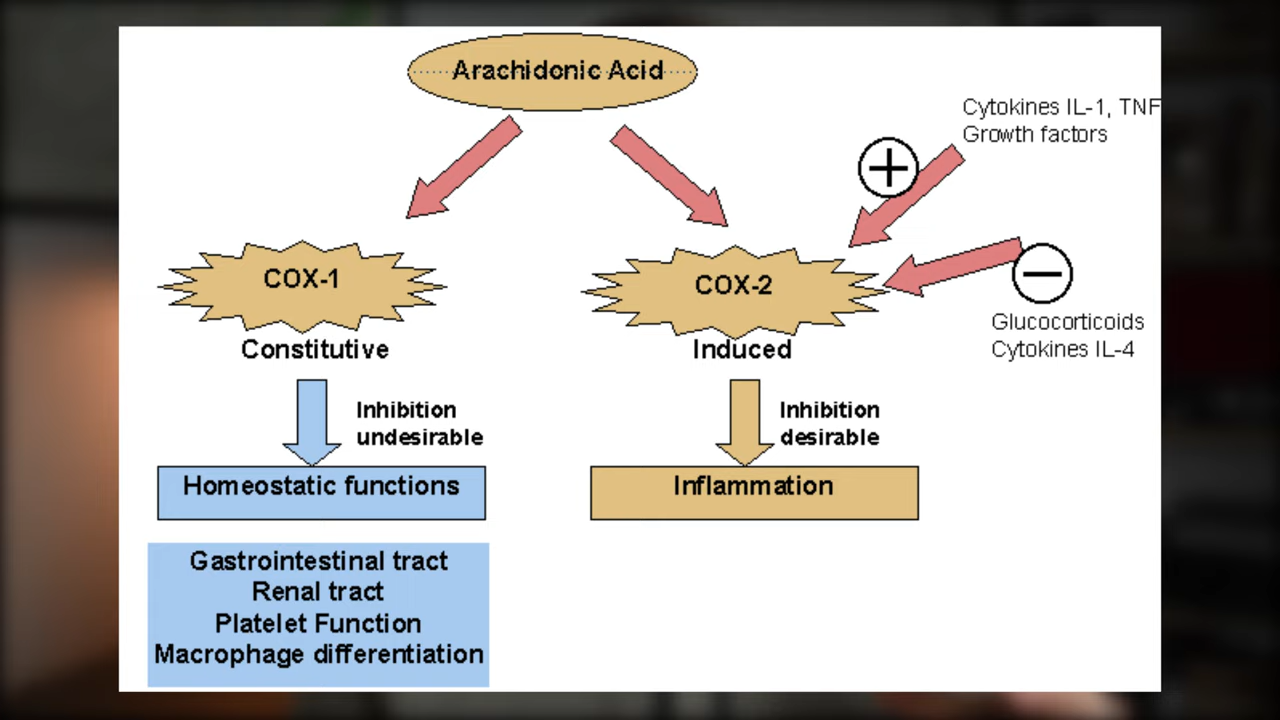 Arachidonic Acid
Cytokines IL-1, TNF
Growth factors
+
−
COX-1
COX-2
Glucocorticoids
Cytokines IL-4
Constitutive
Induced
Inhibition
undesirable
Inhibition
desirable
Homeostatic functions
Inflammation
Gastrointestinal tract
Renal tract
Platelet Function
Macrophage differentiation